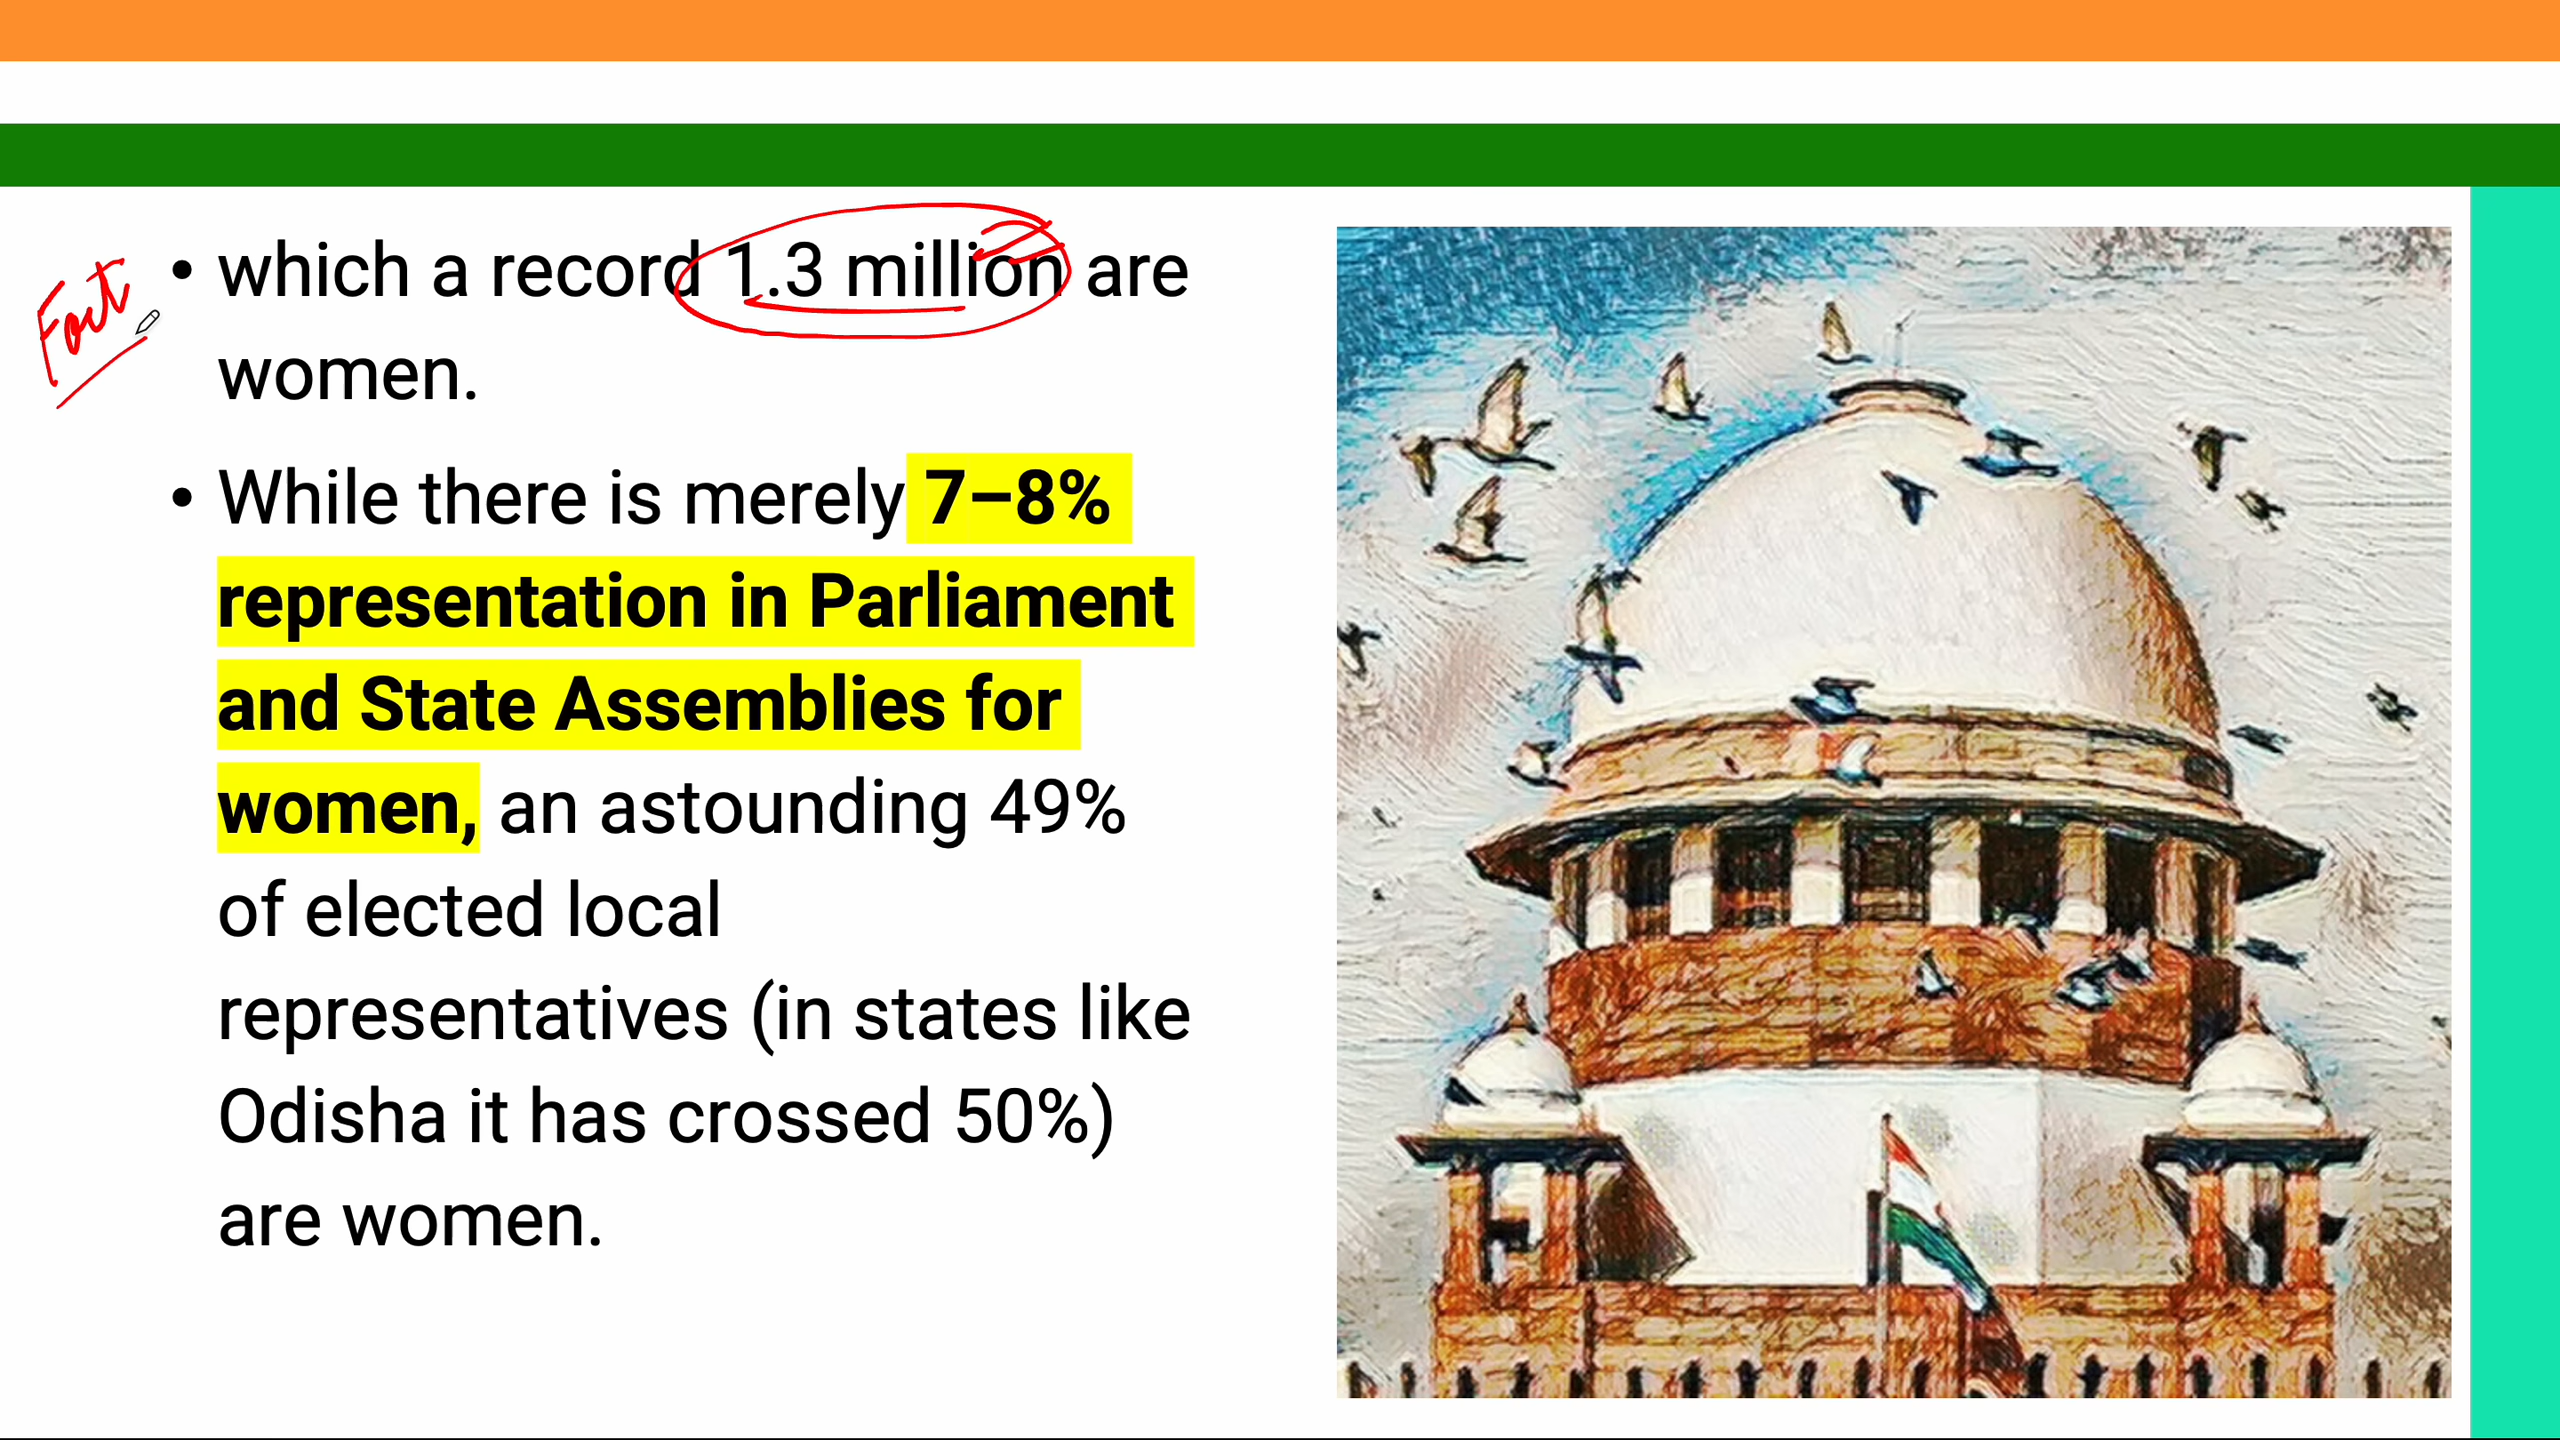 Fact
• which a record 1.3 million are
women.
• While there is merely 7–8%
representation in Parliament
and State Assemblies for
women, an astounding 49%
of elected local
representatives (in states like
Odisha it has crossed 50%)
are women.